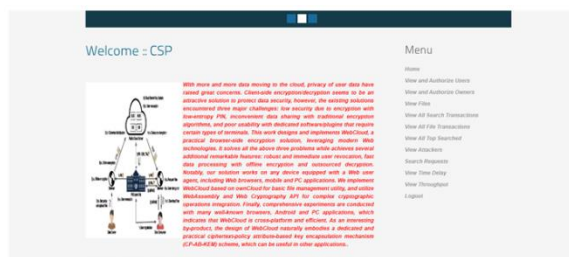 Welcome :: CSP
With more and more data moving to the cloud, privacy of user data have
raised great concerns. Client-side encryption/decryption seems to be an
attractive solution to protect data security, however, the existing solutions
encountered three major challenges: low security due to encryption with
low-entropy PIN, inconvenient data sharing with traditional encryption
algorithms, and poor usability with dedicated software/plugins that require
certain types of terminals. This work designs and implements WebCloud, a
practical browser-side encryption solution, leveraging modern Web
technologies. It solves all the above three problems while achieves several
additional remarkable features: robust and immediate user revocation, fast
data processing with offline encryption and outsourced decryption.
Notably, our solution works on any device equipped with a Web user
agent, including Web browsers, mobile and PC applications. We implement
WebCloud based on ownCloud for basic file management utility, and utilize
WebAssembly and Web Cryptography API for complex cryptographic
operations integration. Finally, comprehensive experiments are conducted
with many well-known browsers, Android and PC applications, which
indicates that WebCloud is cross-platform and efficient. As an interesting
by-product, the design of WebCloud naturally embodies a dedicated and
practical ciphertext-policy attribute-based key encapsulation mechanism
(CP-AB-KEM) scheme, which can be useful in other applications..
Menu
Home
View and Authorize Users
View and Authorize Owners
View Files
View All Search Transactions
View All File Transactions
View All Top Searched
View Attackers
Search Requests
View Time Delay
View Throughput
Logout